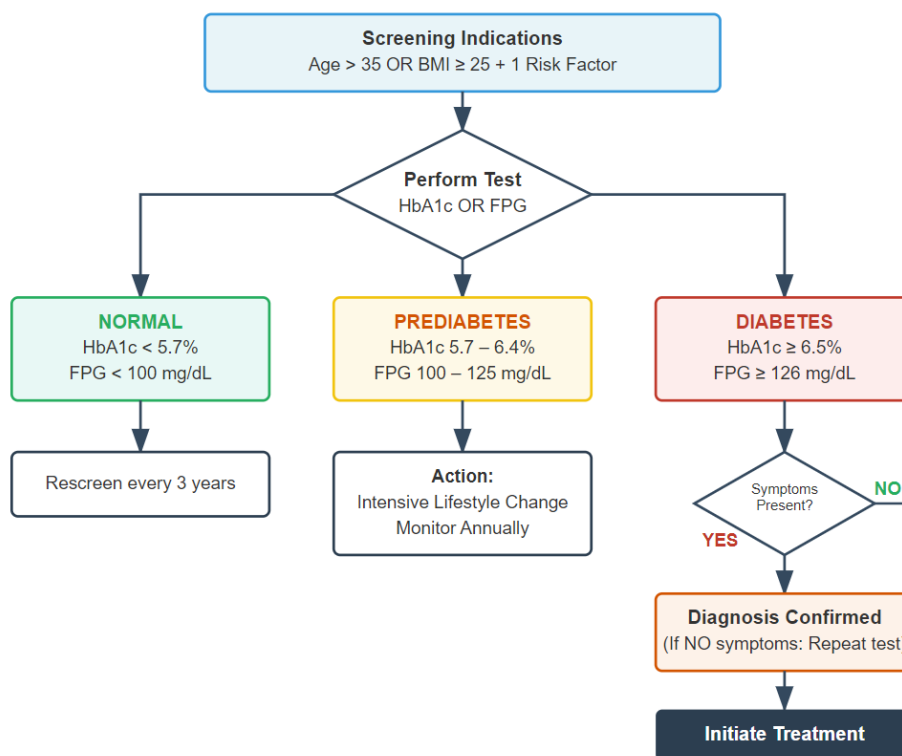 Screening Indications
Age > 35 OR BMI ≥ 25 + 1 Risk Factor
Perform Test
HbA1c OR FPG
NORMAL
HbA1c < 5.7%
FPG < 100 mg/dL
PREDIABETES
HbA1c 5.7 – 6.4%
FPG 100 – 125 mg/dL
DIABETES
HbA1c ≥ 6.5%
FPG ≥ 126 mg/dL
Rescreen every 3 years
Action:
Intensive Lifestyle Change
Monitor Annually
Symptoms
Present?
NO
YES
Diagnosis Confirmed
(If NO symptoms: Repeat test)
Initiate Treatment